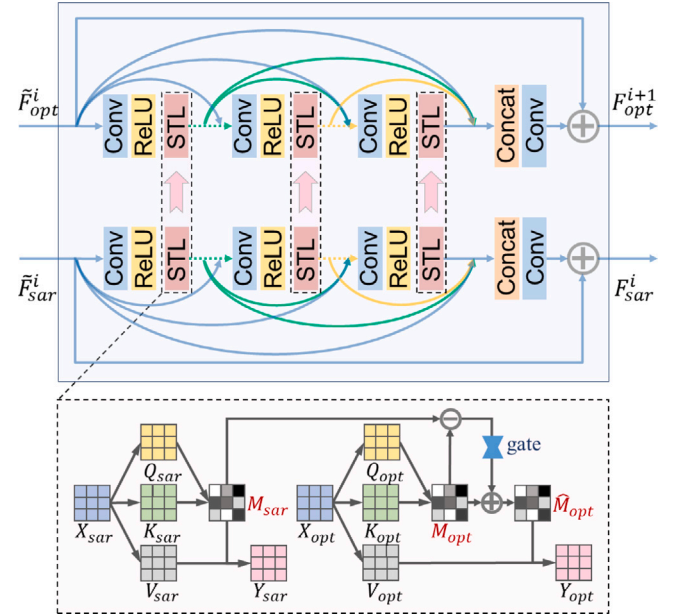 F̃^i_opt Conv ReLU STL Conv ReLU STL Conv ReLU STL Concat Conv F^{i+1}_opt
F̃^i_sar Conv ReLU STL Conv ReLU STL Conv ReLU STL Concat Conv F^i_sar
gate
Q_sar Q_opt
M_sar M̂_opt
X_sar K_sar X_opt K_opt M_opt
V_sar Y_sar V_opt Y_opt